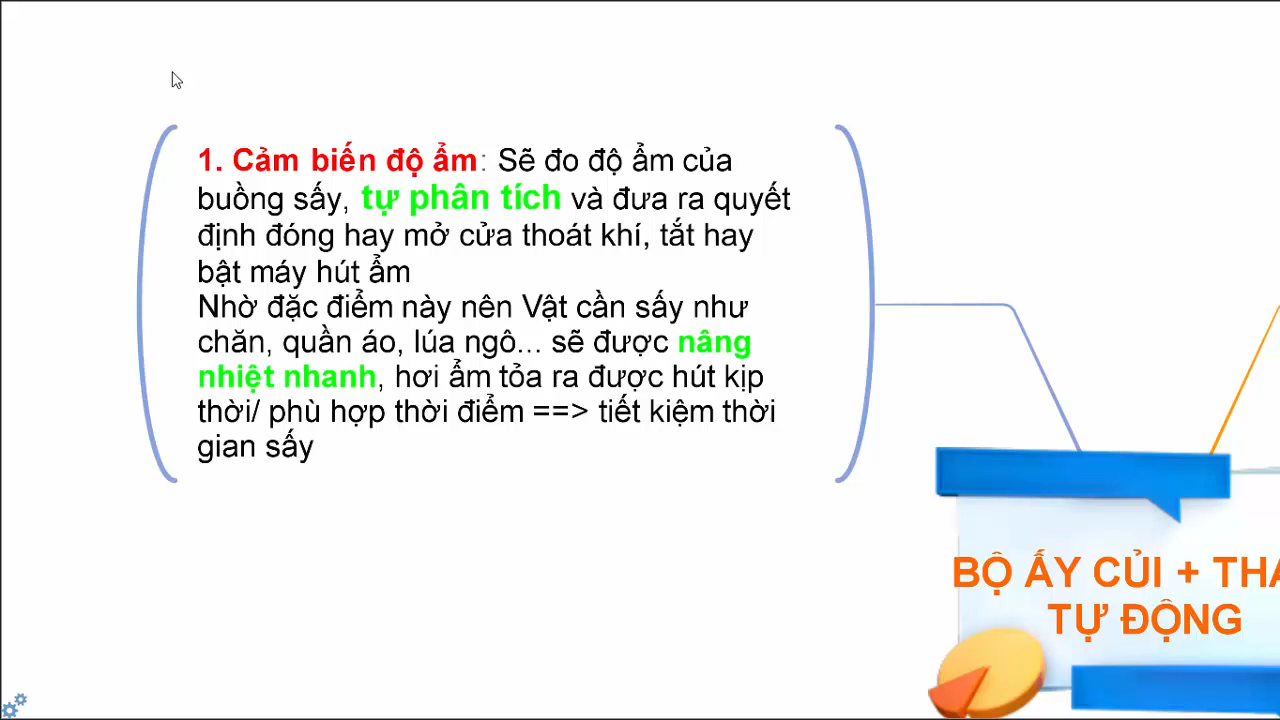 1. Cảm biến độ ẩm: Sẽ đo độ ẩm của
buồng sấy, tự phân tích và đưa ra quyết
định đóng hay mở cửa thoát khí, tắt hay
bật máy hút ẩm
Nhờ đặc điểm này nên Vật cần sấy như
chăn, quần áo, lúa ngô... sẽ được nâng
nhiệt nhanh, hơi ẩm tỏa ra được hút kịp
thời/ phù hợp thời điểm ==> tiết kiệm thời
gian sấy
BỘ ẤY CỦI + THA
TỰ ĐỘNG